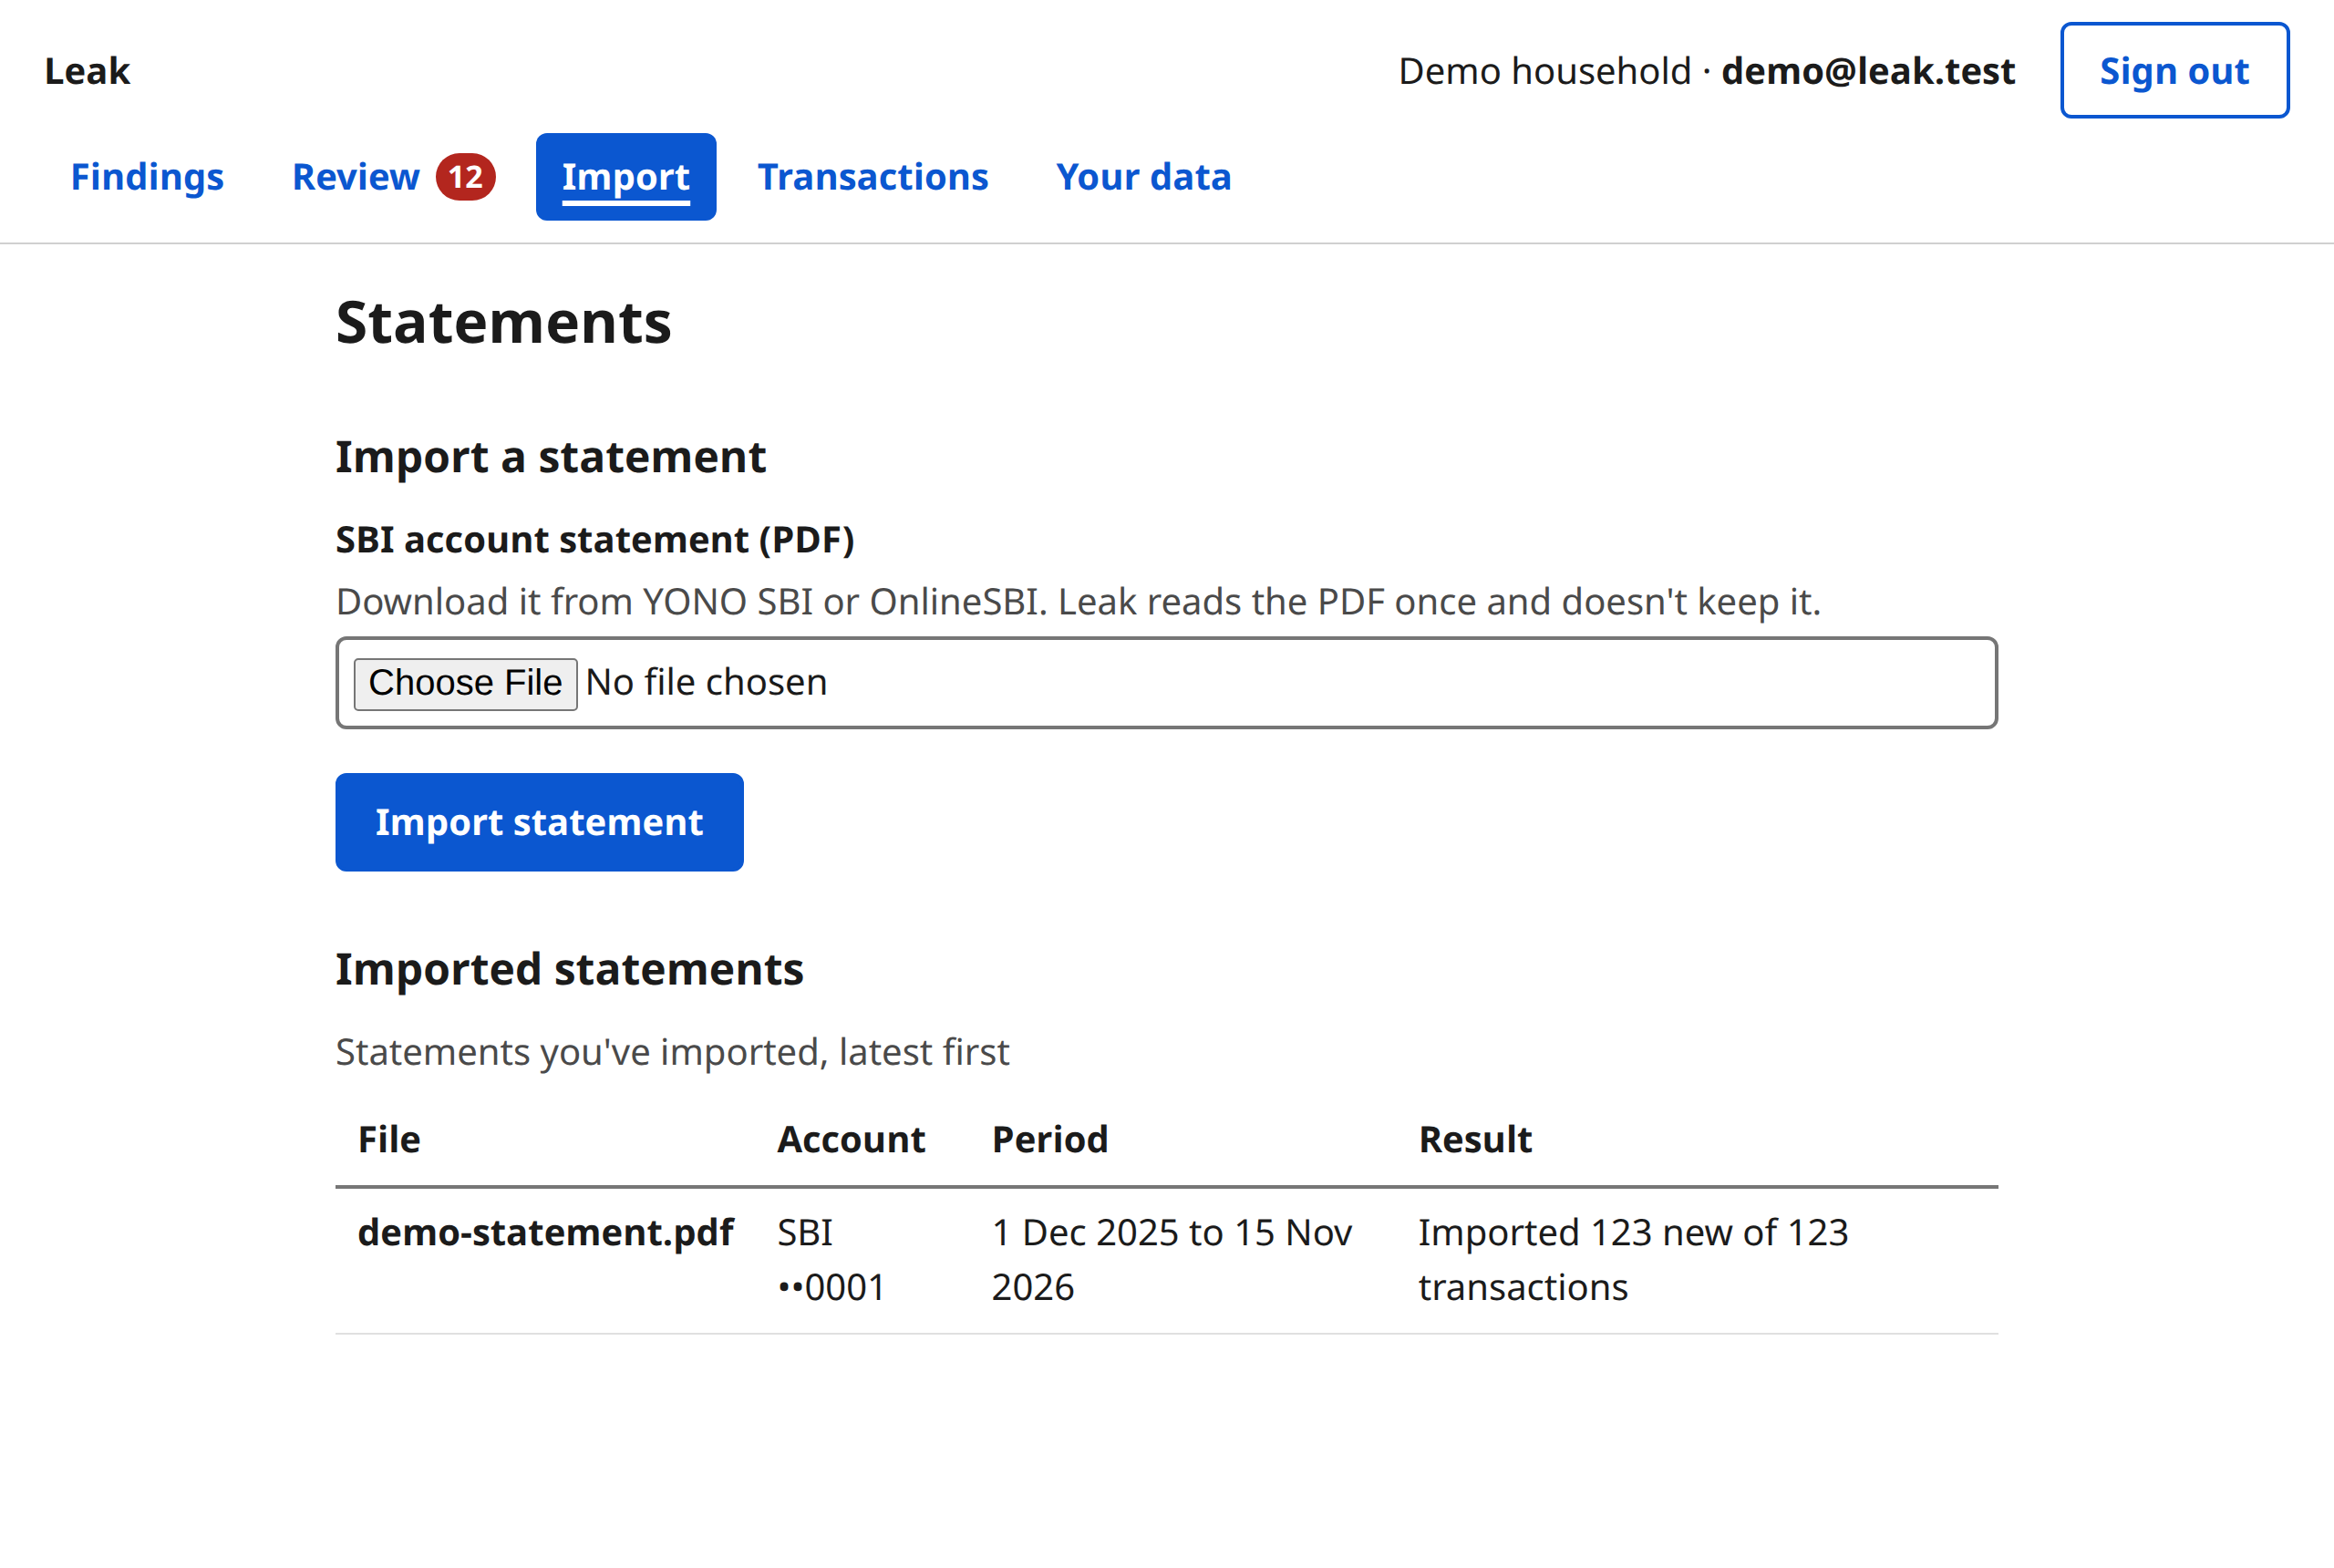 Leak
Demo household · demo@leak.test
Sign out
Findings
Review 12
Import
Transactions
Your data
Statements
Import a statement
SBI account statement (PDF)
Download it from YONO SBI or OnlineSBI. Leak reads the PDF once and doesn't keep it.
Choose File No file chosen
Import statement
Imported statements
Statements you've imported, latest first
File Account Period Result
demo-statement.pdf SBI 1 Dec 2025 to 15 Nov Imported 123 new of 123
••0001 2026 transactions